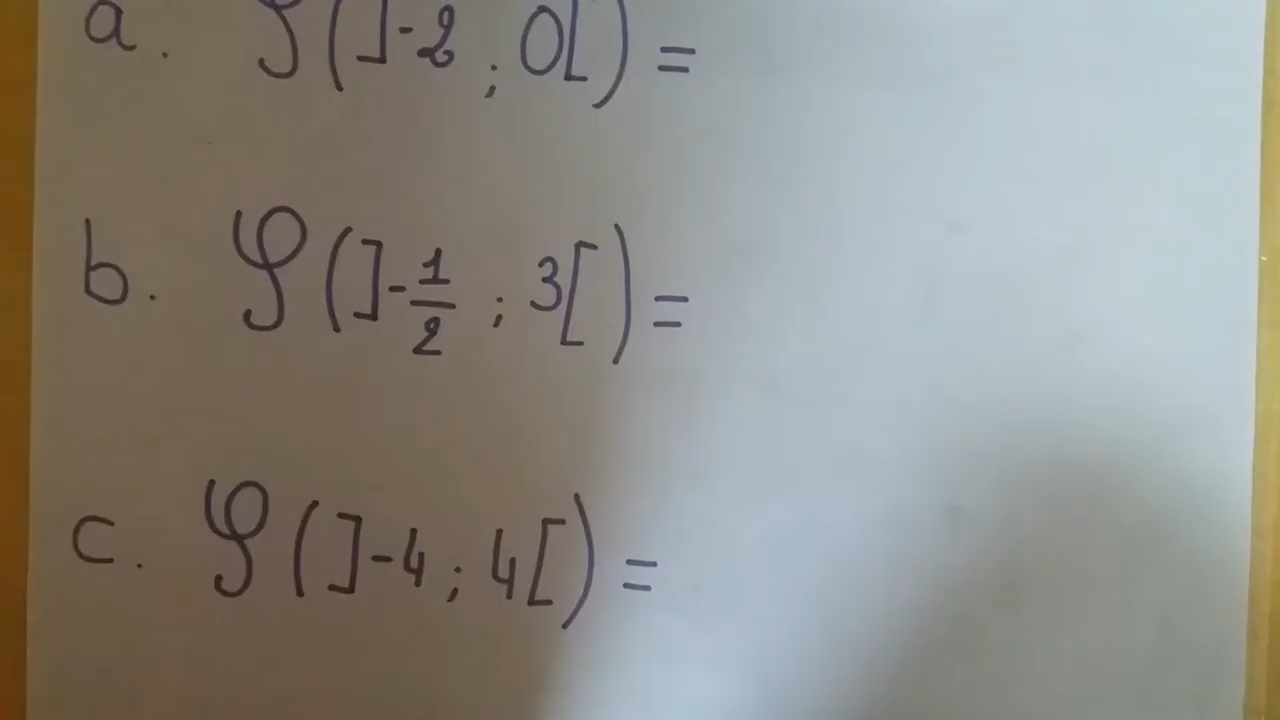 a. φ(]-2 ; 0[) =
b. φ(]-1/2 ; 3[) =
c. φ(]-4 ; 4[) =